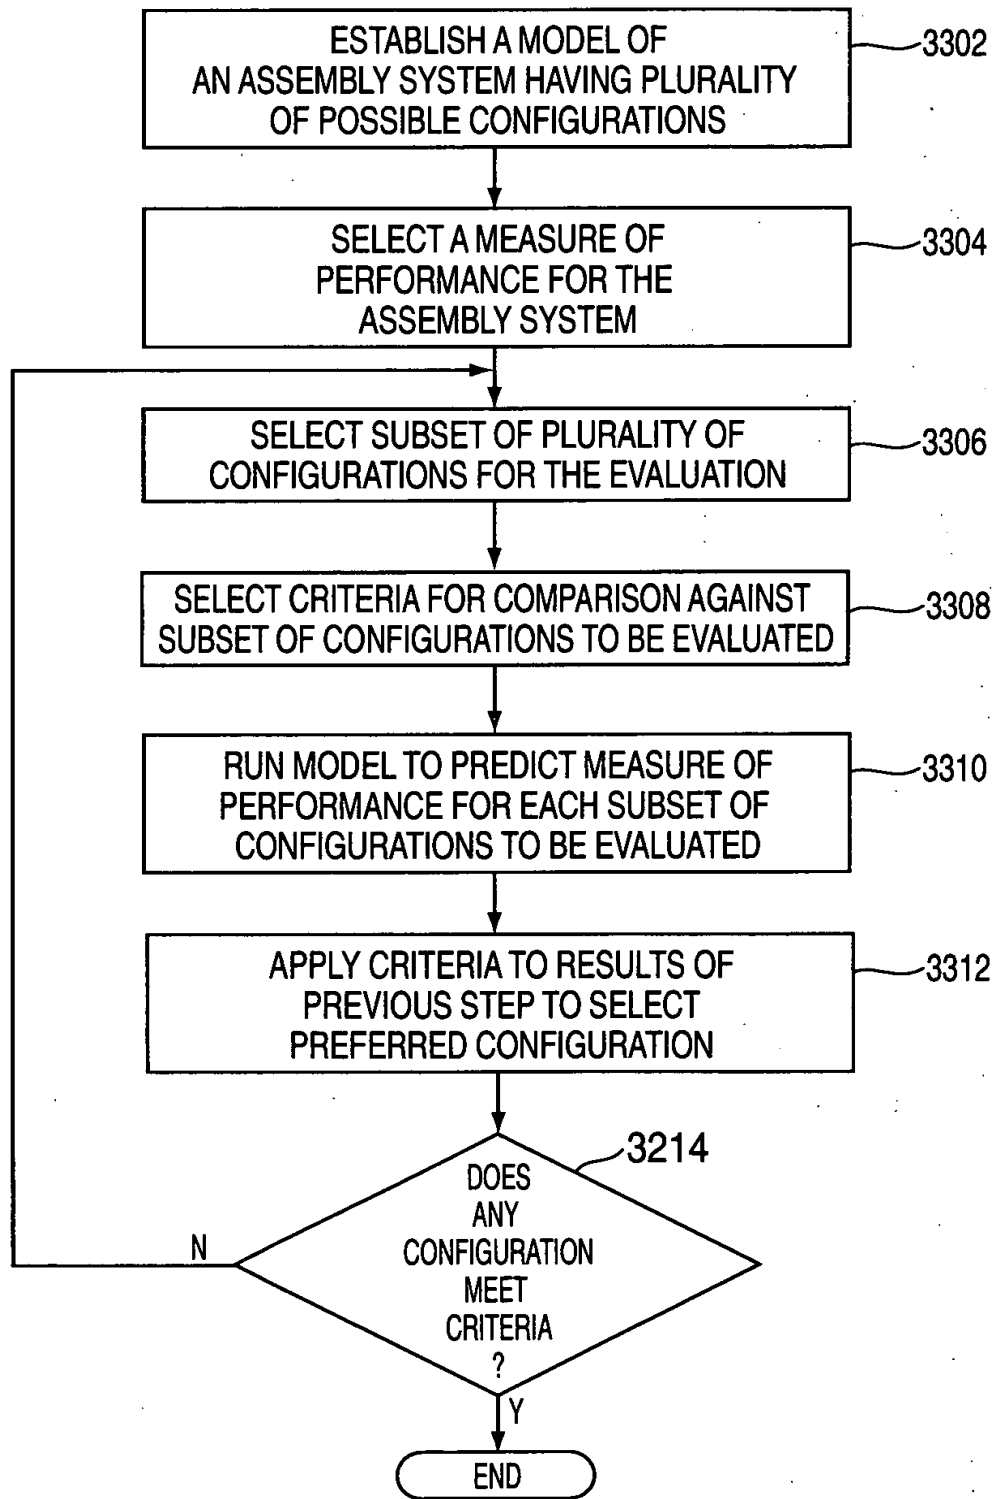 ESTABLISH A MODEL OF
AN ASSEMBLY SYSTEM HAVING PLURALITY
OF POSSIBLE CONFIGURATIONS
3302
SELECT A MEASURE OF
PERFORMANCE FOR THE
ASSEMBLY SYSTEM
3304
SELECT SUBSET OF PLURALITY OF
CONFIGURATIONS FOR THE EVALUATION
3306
SELECT CRITERIA FOR COMPARISON AGAINST
SUBSET OF CONFIGURATIONS TO BE EVALUATED
3308
RUN MODEL TO PREDICT MEASURE OF
PERFORMANCE FOR EACH SUBSET OF
CONFIGURATIONS TO BE EVALUATED
3310
APPLY CRITERIA TO RESULTS OF
PREVIOUS STEP TO SELECT
PREFERRED CONFIGURATION
3312
3214
DOES
ANY
CONFIGURATION
MEET
CRITERIA
?
N
Y
END